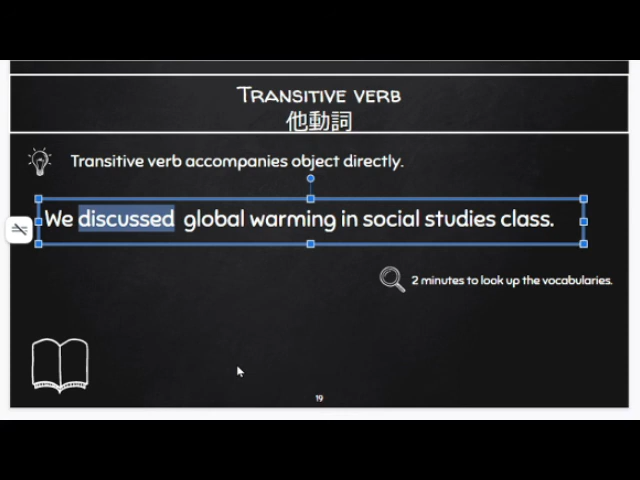 TRANSITIVE VERB
他動詞
Transitive verb accompanies object directly.
We discussed global warming in social studies class.
2 minutes to look up the vocabularies.
19